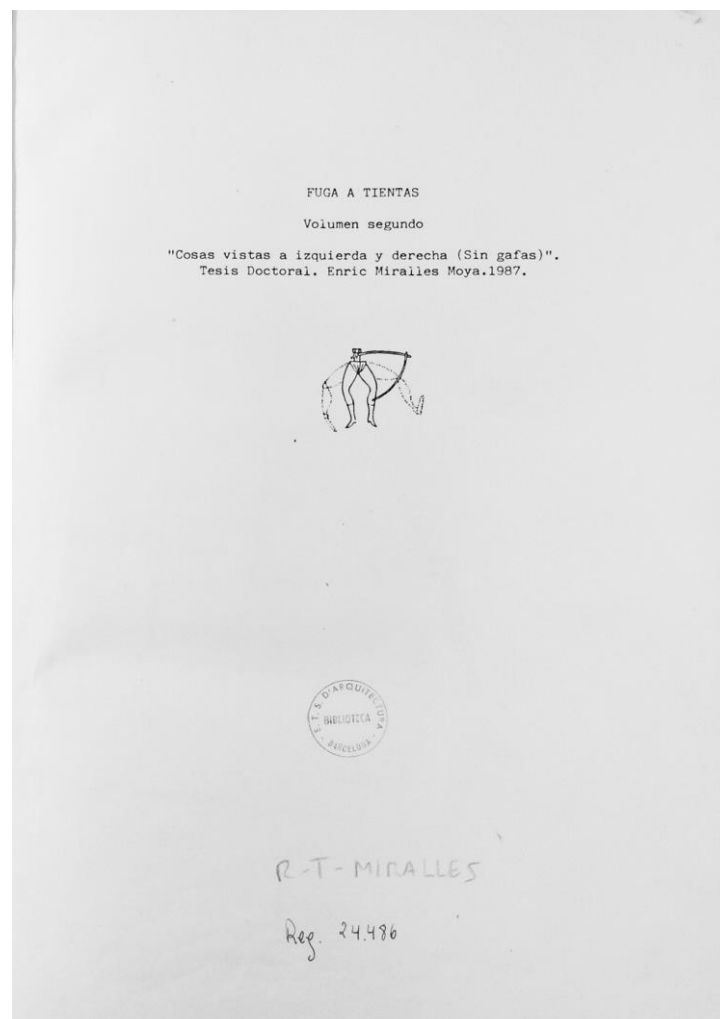 FUGA A TIENTAS
Volumen segundo
"Cosas vistas a izquierda y derecha (Sin gafas)".
Tesis Doctoral. Enric Miralles Moya.1987.
E. T. S. D'ARQUITECTURA
BIBLIOTECA
BARCELONA
R-T-MIRALLES
Reg. 24.486